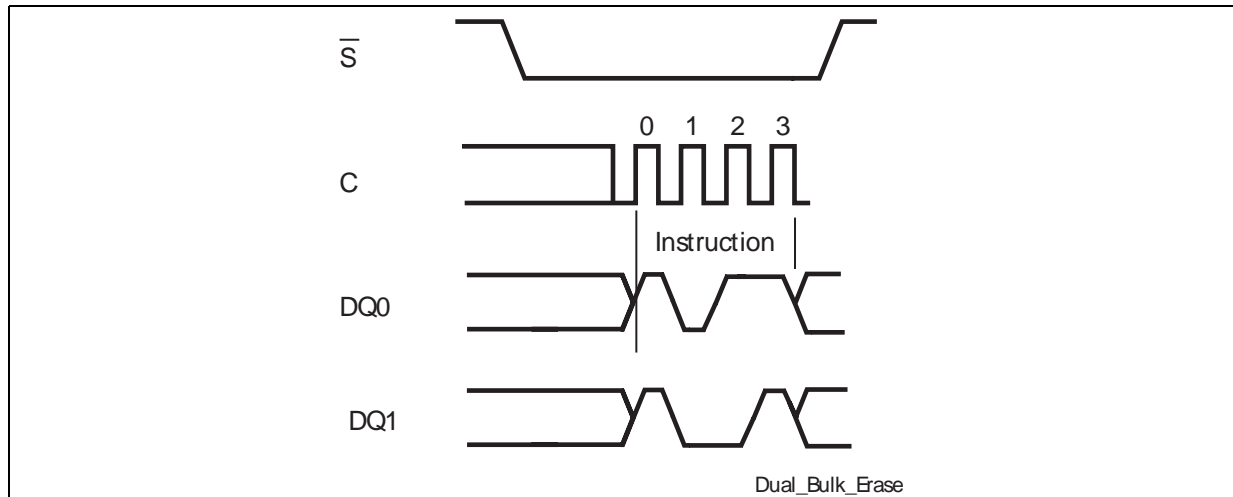 S̅
0 1 2 3
C
Instruction
DQ0
DQ1
Dual_Bulk_Erase